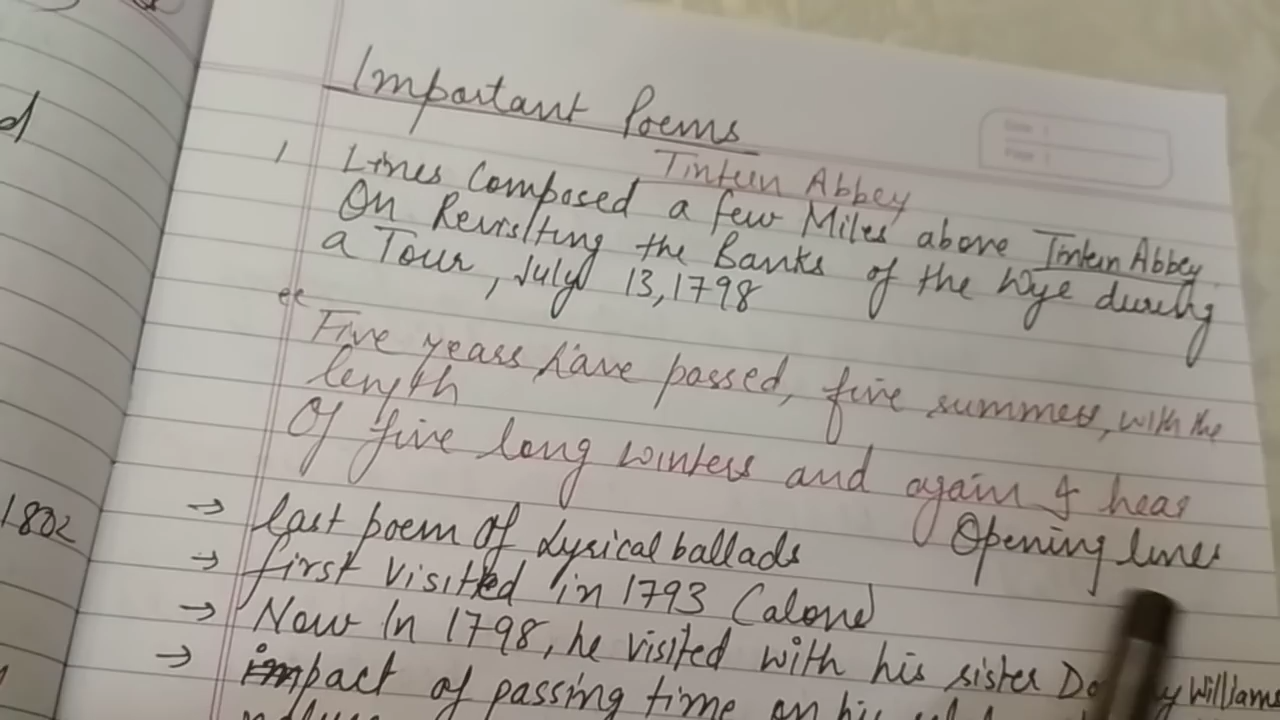 d
1802
Important Poems
Tintern Abbey
1 Lines Composed a few Miles above Tintern Abbey
On Revisiting the Banks of the Wye during
a Tour, July 13, 1798
“ Five years have passed, five summers, with the
length
Of five long winters and again I hear
Opening lines
→ last poem of Lyrical ballads
→ first visited in 1793 (alone)
→ Now In 1798, he visited with his sister Do y Williams
→ impact of passing time on his